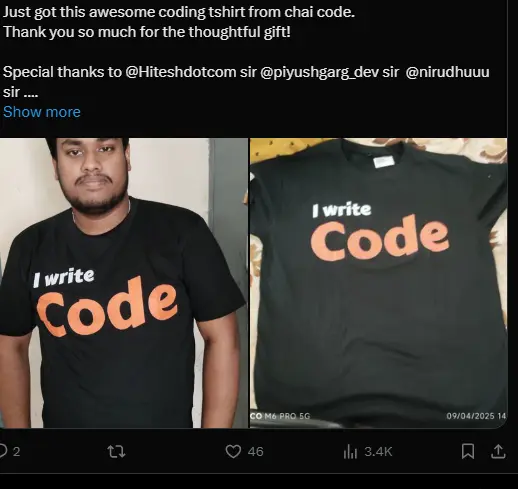 Just got this awesome coding tshirt from chai code.
Thank you so much for the thoughtful gift!
Special thanks to @Hiteshdotcom sir @piyushgarg_dev sir @nirudhuuu
sir ....
Show more
I write
Code
I write
Code
CO M6 PRO 5G 09/04/2025 14
2 46 3.4K